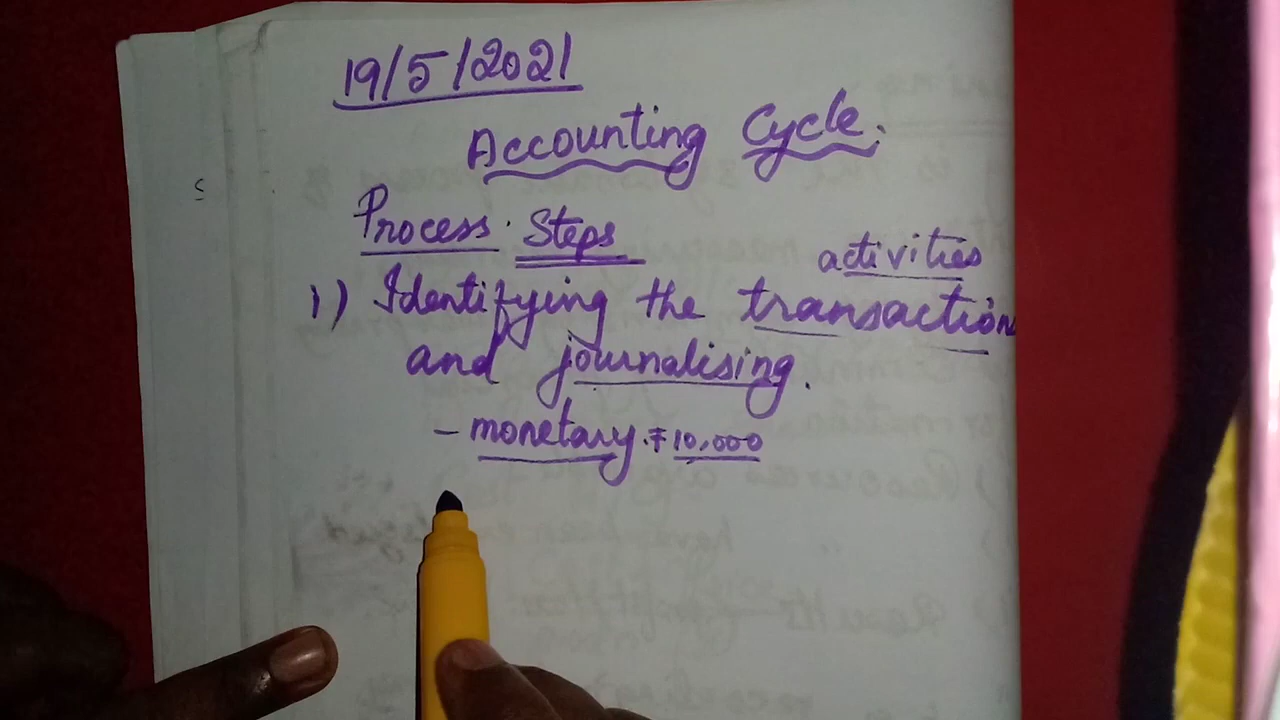 19/5/2021
Accounting Cycle.
Process. Steps
activities
1) Identifying the transaction
and journalising.
- monetary. ₹10,000